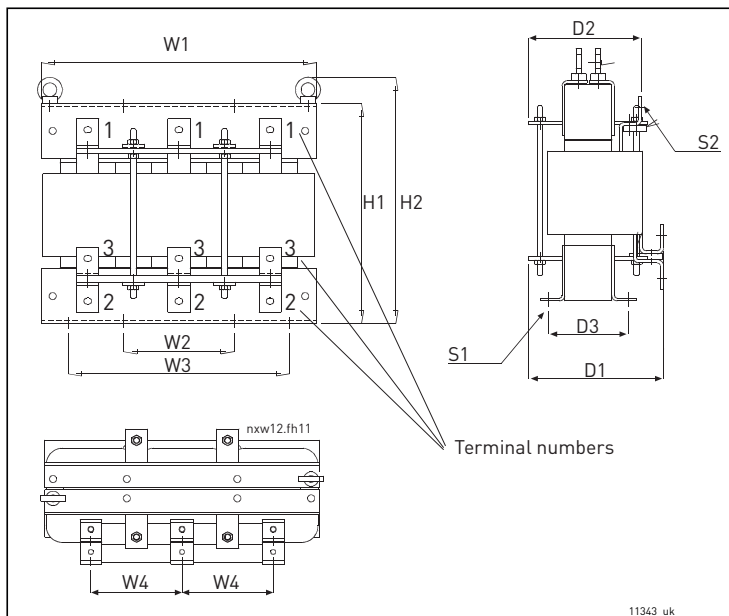 W1
D2
1 1 1
S2
H1
H2
3 3 3
2 2 2
W2
W3
D3
S1
D1
nxw12.fh11
Terminal numbers
W4 W4
11343_uk